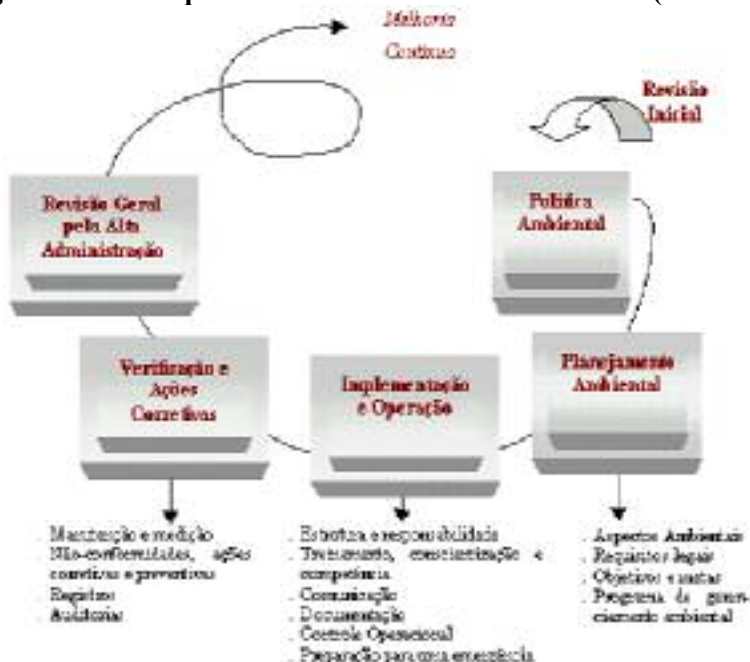 Melhoria
Contínua
Revisão
Inicial
Revisão Geral
pela Alta
Administração
Política
Ambiental
Verificação e
Ações
Corretivas
Implementação
e Operação
Planejamento
Ambiental
. e medição
. Não-conformidades, ações
corretivas e preventivas
. Registros
. Auditorias
. Estrutura e responsabilidade
. Treinamento, conscientização e
competência
. Comunicação
. Documentação
. Controle Operacional
. Preparação para emergência
. Aspectos Ambientais
. Requisitos legais
. Objetivos e metas
. Programa de geren-
ciamento ambiental